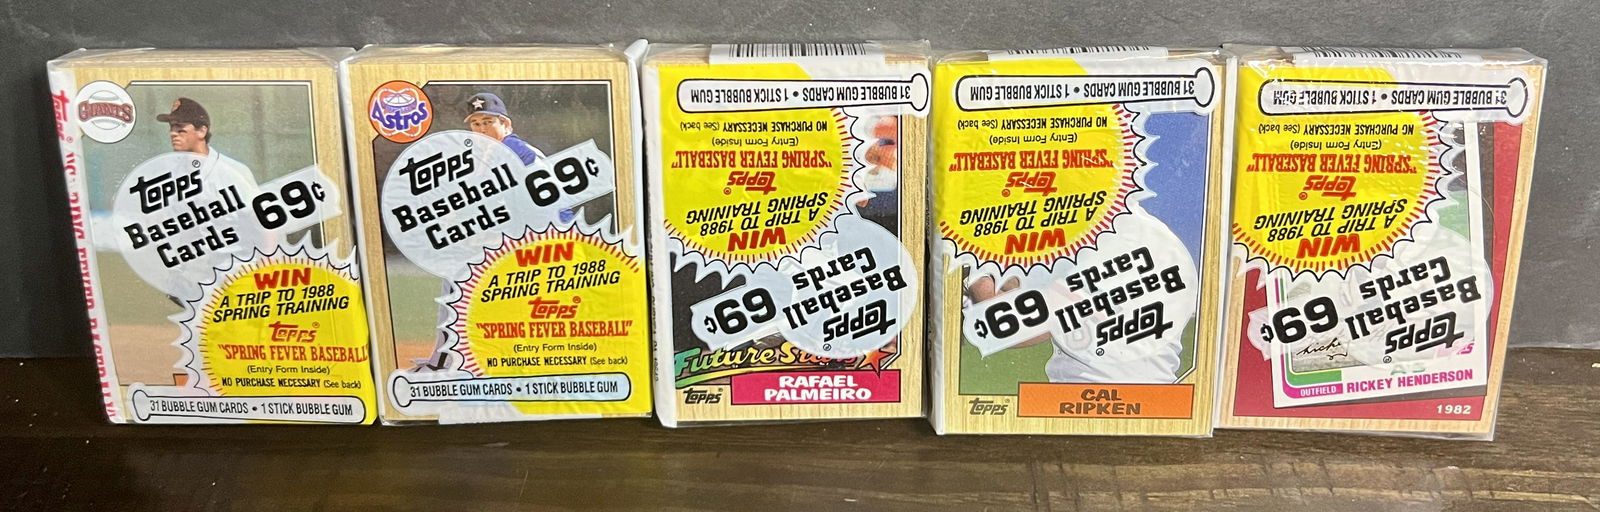 GIANTS
Topps
Baseball
Cards
69¢
WIN
A TRIP TO 1988
SPRING TRAINING
Topps
"SPRING FEVER BASEBALL"
(Entry Form Inside)
NO PURCHASE NECESSARY (See back)
31 BUBBLE GUM CARDS • 1 STICK BUBBLE GUM
Astros
Topps
Baseball
Cards
69¢
WIN
A TRIP TO 1988
SPRING TRAINING
Topps
"SPRING FEVER BASEBALL"
(Entry Form Inside)
NO PURCHASE NECESSARY (See back)
31 BUBBLE GUM CARDS • 1 STICK BUBBLE GUM
Topps
Baseball
Cards
69¢
WIN
A TRIP TO 1988
SPRING TRAINING
Topps
"SPRING FEVER BASEBALL"
(Entry Form Inside)
NO PURCHASE NECESSARY (See back)
31 BUBBLE GUM CARDS • 1 STICK BUBBLE GUM
Future Stars
Topps
RAFAEL
PALMEIRO
Topps
Baseball
Cards
69¢
WIN
A TRIP TO 1988
SPRING TRAINING
Topps
"SPRING FEVER BASEBALL"
(Entry Form Inside)
NO PURCHASE NECESSARY (See back)
31 BUBBLE GUM CARDS • 1 STICK BUBBLE GUM
Topps
CAL
RIPKEN
Topps
Baseball
Cards
69¢
WIN
A TRIP TO 1988
SPRING TRAINING
Topps
"SPRING FEVER BASEBALL"
(Entry Form Inside)
NO PURCHASE NECESSARY (See back)
31 BUBBLE GUM CARDS • 1 STICK BUBBLE GUM
OUTFIELD RICKEY HENDERSON
1982